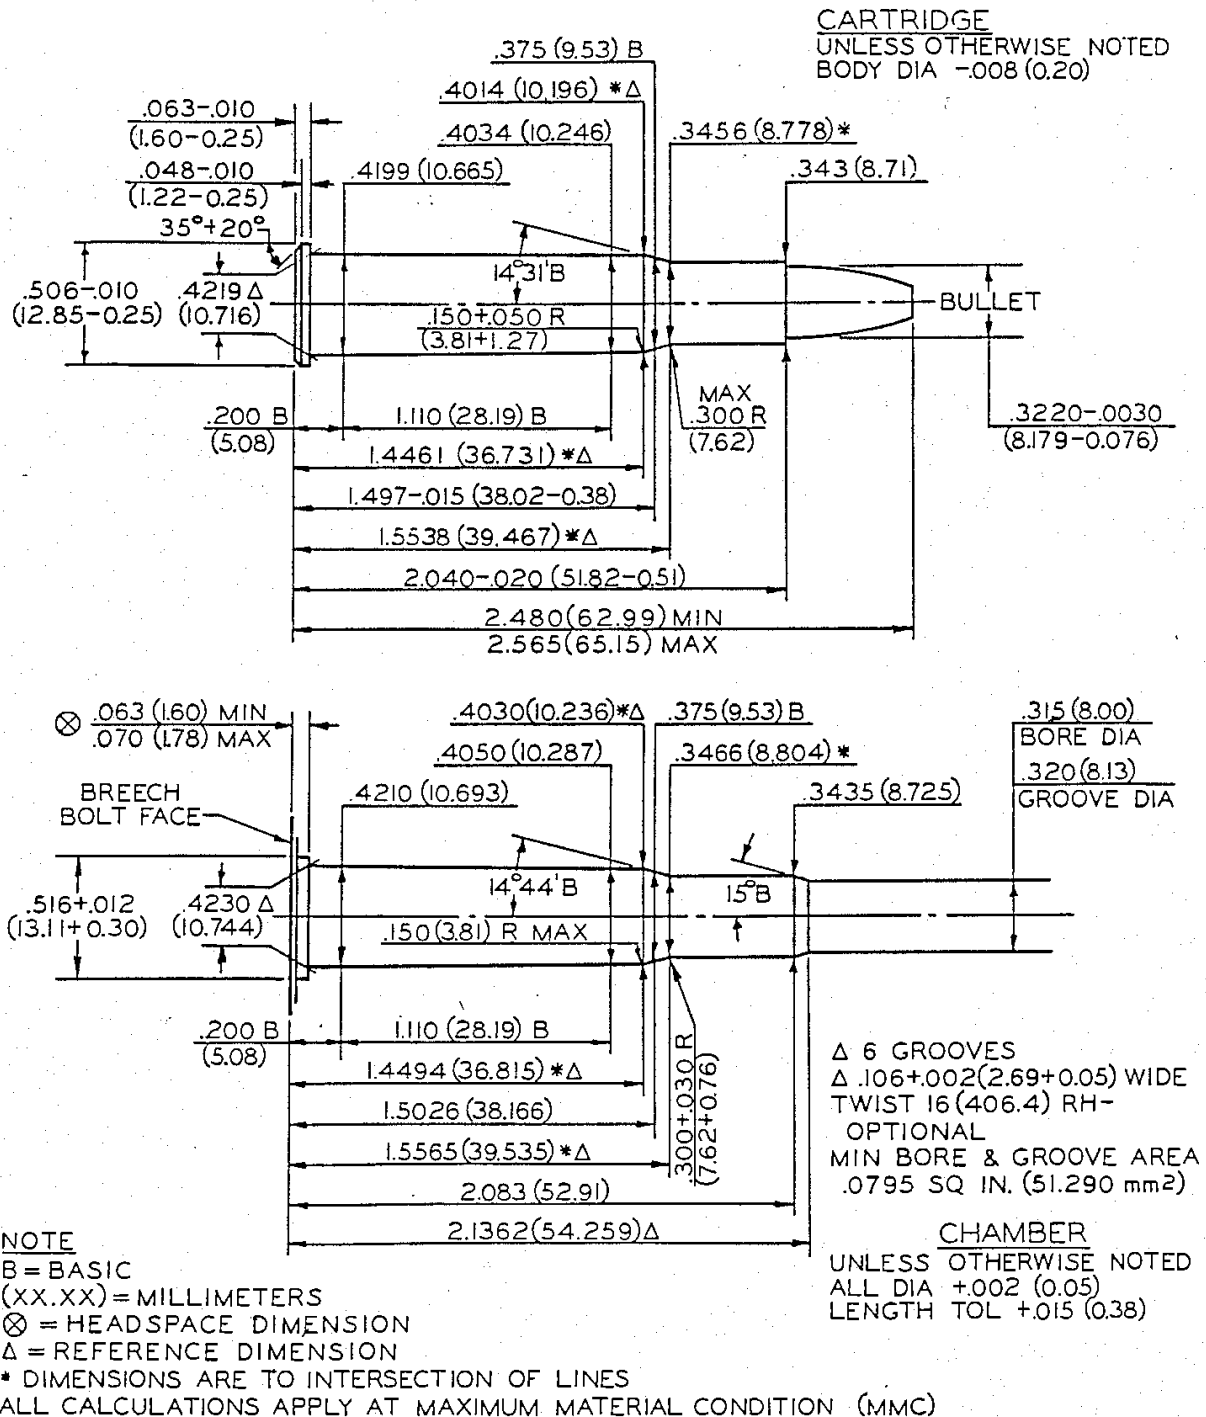 CARTRIDGE
UNLESS OTHERWISE NOTED
BODY DIA -.008 (0.20)
.375 (9.53) B
.4014 (10.196) *Δ
.063-.010
(1.60-0.25)
.4034 (10.246)
.3456 (8.778)*
.048-.010
(1.22-0.25)
.4199 (10.665)
.343 (8.71)
35°+20°
14°31'B
.506-.010
(12.85-0.25)
.4219 Δ
(10.716)
.150+.050 R
(3.81+1.27)
BULLET
MAX
.300 R
(7.62)
.3220-.0030
(8.179-0.076)
.200 B
(5.08)
1.110 (28.19) B
1.4461 (36.731) *Δ
1.497-.015 (38.02-0.38)
1.5538 (39.467) *Δ
2.040-.020 (51.82-0.51)
2.480(62.99) MIN
2.565(65.15) MAX
⊗ .063 (1.60) MIN
.070 (1.78) MAX
.4030(10.236)*Δ
.375(9.53) B
.315 (8.00)
BORE DIA
.4050 (10.287)
.3466 (8.804) *
.320(8.13)
GROOVE DIA
BREECH
BOLT FACE
.4210 (10.693)
.3435 (8.725)
14°44'B
15°B
.516+.012
(13.11+0.30)
.4230 Δ
(10.744)
.150(3.81) R MAX
.200 B
(5.08)
1.110 (28.19) B
1.4494 (36.815) *Δ
1.5026 (38.166)
1.5565(39.535) *Δ
2.083 (52.91)
2.1362(54.259)Δ
.300+.030 R
(7.62+0.76)
Δ 6 GROOVES
Δ .106+.002(2.69+0.05) WIDE
TWIST 16 (406.4) RH-
OPTIONAL
MIN BORE & GROOVE AREA
.0795 SQ IN. (51.290 mm2)
CHAMBER
UNLESS OTHERWISE NOTED
ALL DIA +.002 (0.05)
LENGTH TOL +.015 (0.38)
NOTE
B = BASIC
(XX.XX) = MILLIMETERS
⊗ = HEADSPACE DIMENSION
Δ = REFERENCE DIMENSION
* DIMENSIONS ARE TO INTERSECTION OF LINES
ALL CALCULATIONS APPLY AT MAXIMUM MATERIAL CONDITION (MMC)